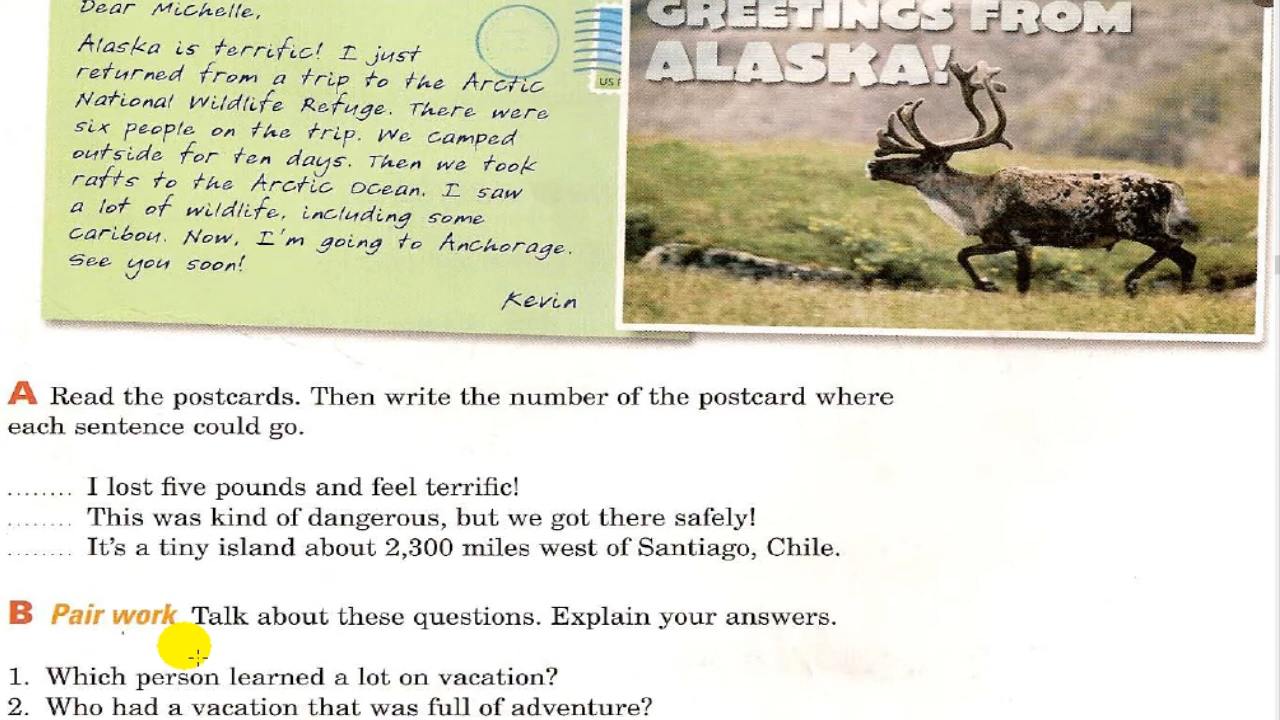 Dear Michelle,
Alaska is terrific! I just
returned from a trip to the Arctic
National Wildlife Refuge. There were
six people on the trip. We camped
outside for ten days. Then we took
rafts to the Arctic Ocean. I saw
a lot of wildlife, including some
caribou. Now, I'm going to Anchorage.
See you soon!
Kevin
US
GREETINGS FROM
ALASKA!
A Read the postcards. Then write the number of the postcard where
each sentence could go.
........ I lost five pounds and feel terrific!
........ This was kind of dangerous, but we got there safely!
........ It's a tiny island about 2,300 miles west of Santiago, Chile.
B Pair work Talk about these questions. Explain your answers.
1. Which person learned a lot on vacation?
2. Who had a vacation that was full of adventure?